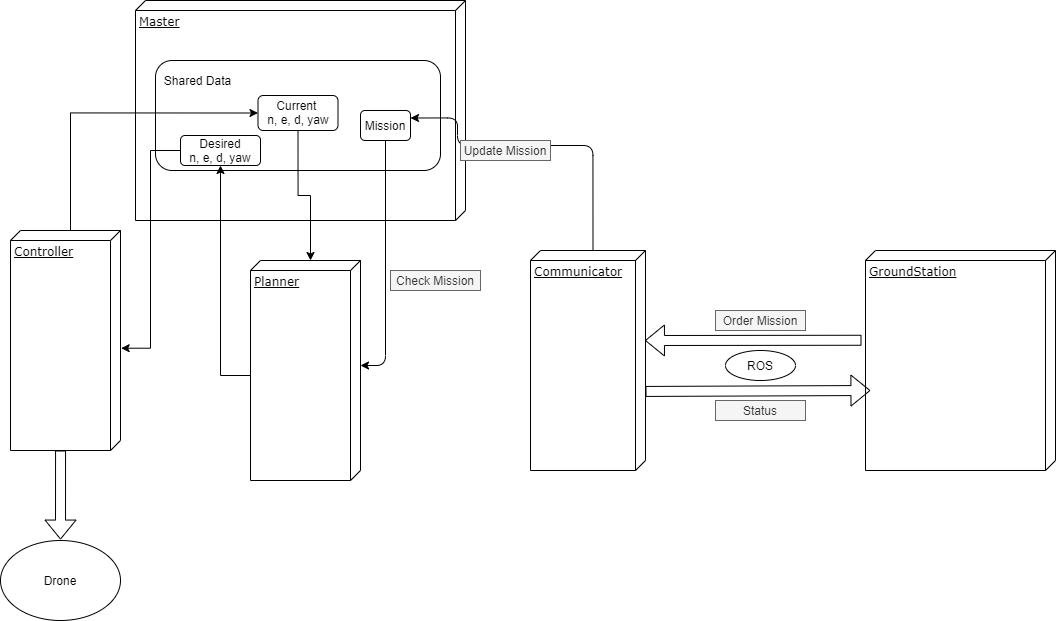 Master
Shared Data
Current
n, e, d, yaw
Mission
Desired
n, e, d, yaw
Update Mission
Controller
Planner
Check Mission
Communicator
GroundStation
Order Mission
ROS
Status
Drone